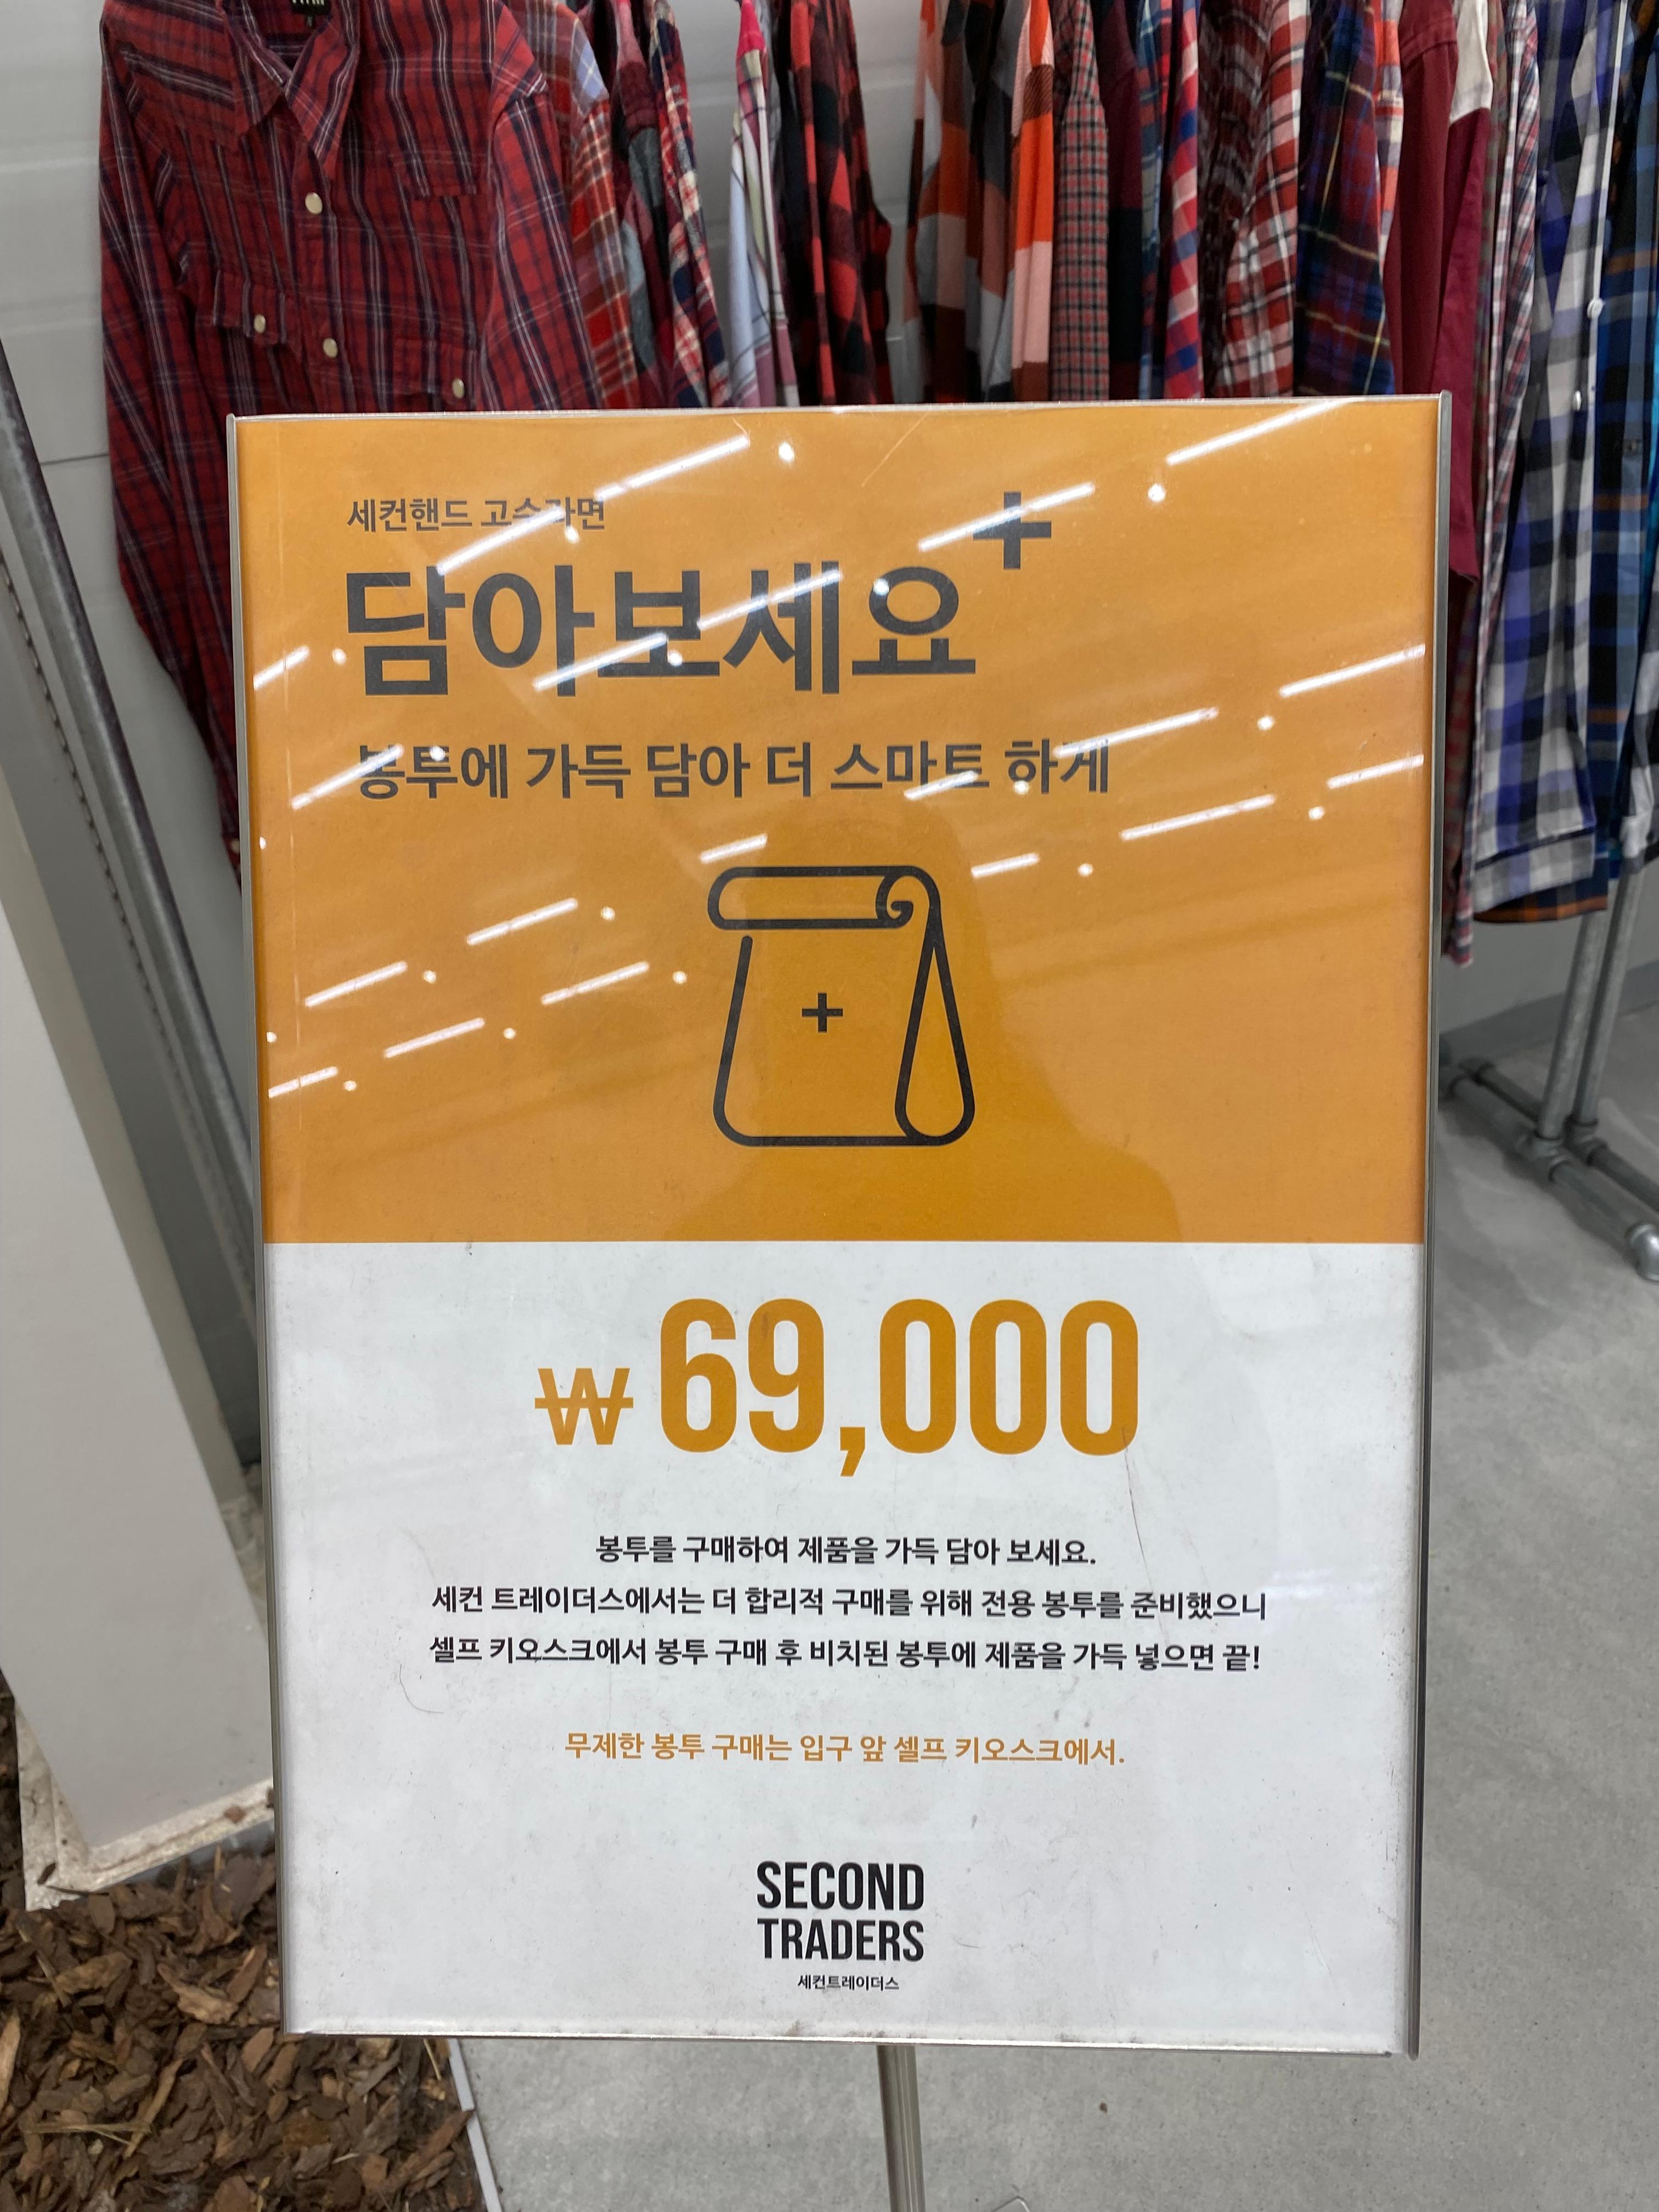 세컨핸드 고수라면
담아보세요+
봉투에 가득 담아 더 스마트 하게
+
₩69,000
봉투를 구매하여 제품을 가득 담아 보세요.
세컨 트레이더스에서는 더 합리적 구매를 위해 전용 봉투를 준비했으니
셀프 키오스크에서 봉투 구매 후 비치된 봉투에 제품을 가득 넣으면 끝!
무제한 봉투 구매는 입구 앞 셀프 키오스크에서.
SECOND
TRADERS
세컨트레이더스